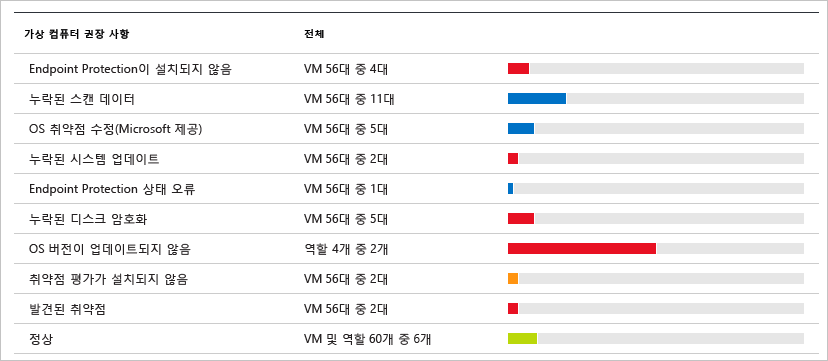 가상 컴퓨터 권장 사항 전체
Endpoint Protection이 설치되지 않음 VM 56대 중 4대
누락된 스캔 데이터 VM 56대 중 11대
OS 취약점 수정(Microsoft 제공) VM 56대 중 5대
누락된 시스템 업데이트 VM 56대 중 2대
Endpoint Protection 상태 오류 VM 56대 중 1대
누락된 디스크 암호화 VM 56대 중 5대
OS 버전이 업데이트되지 않음 역할 4개 중 2개
취약점 평가가 설치되지 않음 VM 56대 중 2대
발견된 취약점 VM 56대 중 2대
정상 VM 및 역할 60개 중 6개